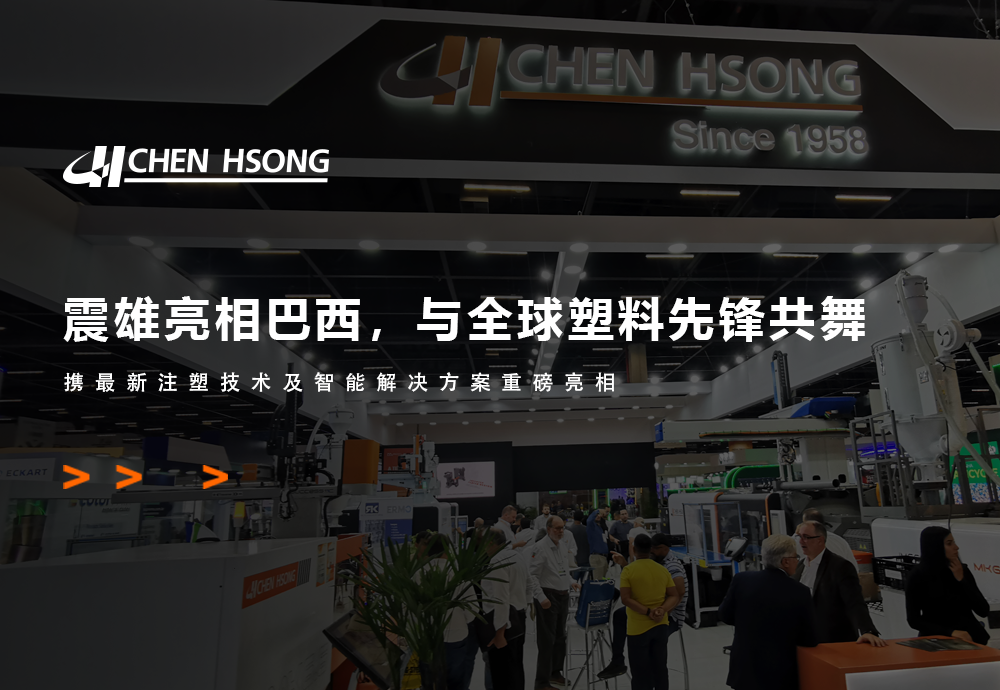 CHEN HSONG
Since 1958
CHEN HSONG
震雄亮相巴西，与全球塑料先锋共舞
携最新注塑技术及智能解决方案重磅亮相
> > >
ECKART
CHEN HSONG
MK6